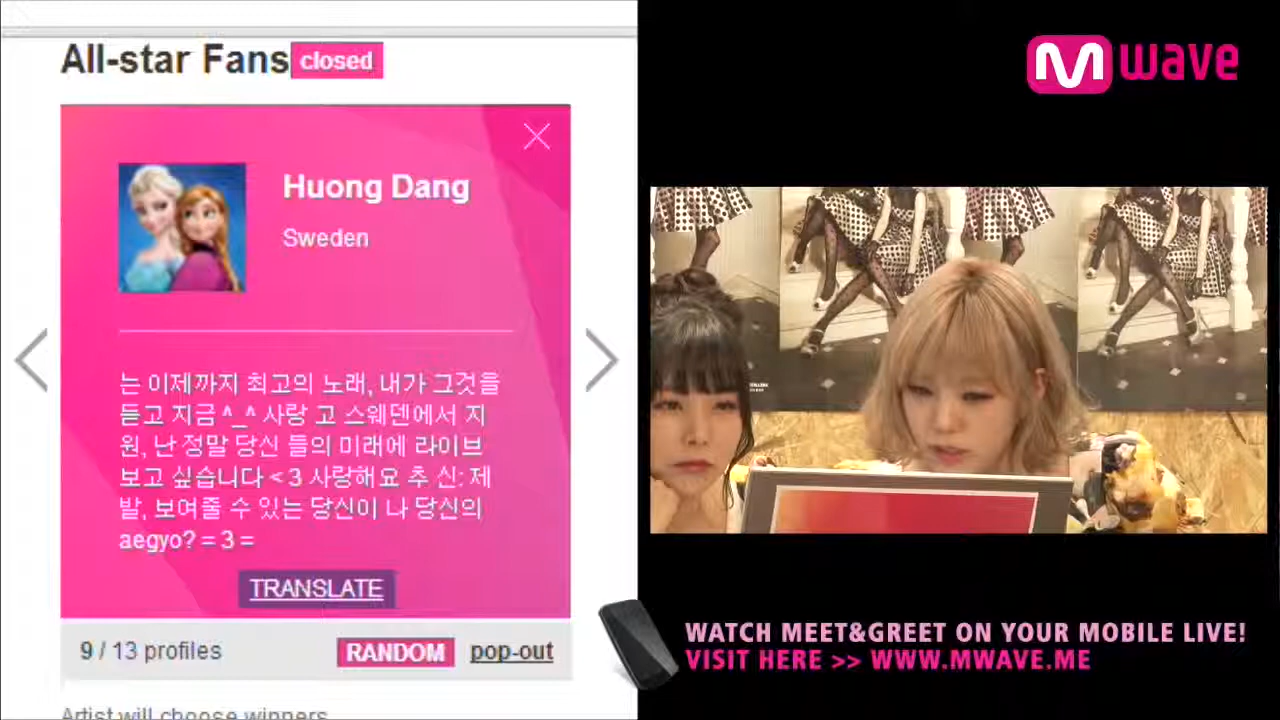 All-star Fans closed
Huong Dang
Sweden
는 이제까지 최고의 노래, 내가 그것을
듣고 지금 ^_^ 사랑 고 스웨덴에서 지
원, 난 정말 당신 들의 미래에 라이브
보고 싶습니다 < 3 사랑해요 추 신: 제
발, 보여줄 수 있는 당신이 나 당신의
aegyo? = 3 =
TRANSLATE
9 / 13 profiles
RANDOM pop-out
Artist will choose winners
M wave
WATCH MEET&GREET ON YOUR MOBILE LIVE!
VISIT HERE >> WWW.MWAVE.ME